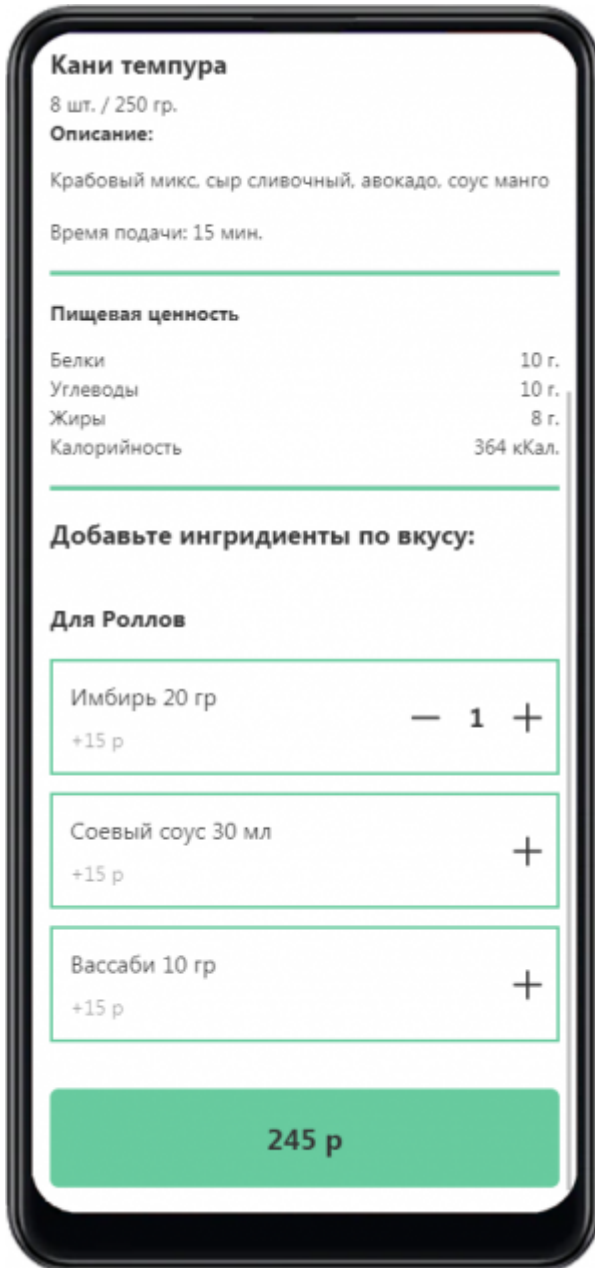 Кани темпура
8 шт. / 250 гр.
Описание:
Крабовый микс, сыр сливочный, авокадо, соус манго
Время подачи: 15 мин.
Пищевая ценность
Белки 10 г.
Углеводы 10 г.
Жиры 8 г.
Калорийность 364 кКал.
Добавьте ингридиенты по вкусу:
Для Роллов
Имбирь 20 гр
— 1 +
+15 р
Соевый соус 30 мл
+
+15 р
Вассаби 10 гр
+
+15 р
245 р